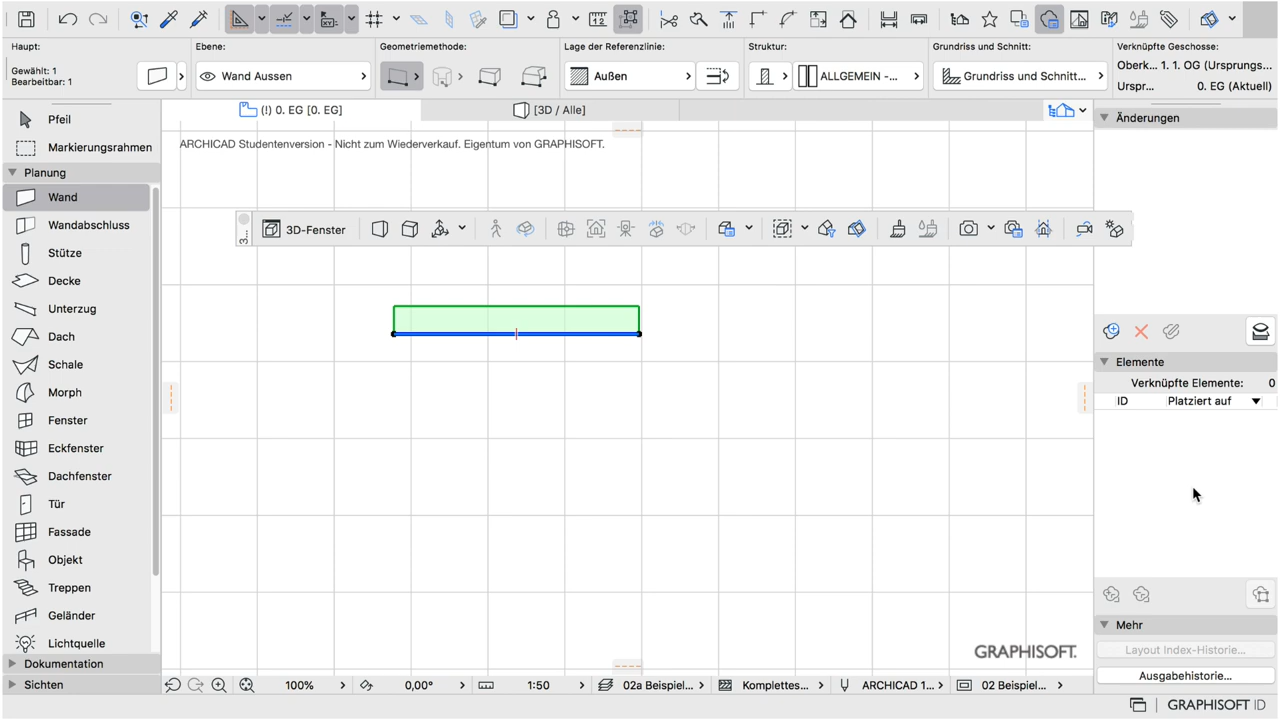 Haupt:
Ebene:
Geometriemethode:
Lage der Referenzlinie:
Struktur:
Grundriss und Schnitt:
Verknüpfte Geschosse:
Gewählt: 1
Bearbeitbar: 1
Wand Aussen
Außen
ALLGEMEIN -...
Grundriss und Schnitt...
Oberk... 1. 1. OG (Ursprungs...
Urspr... 0. EG (Aktuell)
(!) 0. EG [0. EG]
[3D / Alle]
ARCHICAD Studentenversion - Nicht zum Wiederverkauf. Eigentum von GRAPHISOFT.
3...
3D-Fenster
Pfeil
Markierungsrahmen
Planung
Wand
Wandabschluss
Stütze
Decke
Unterzug
Dach
Schale
Morph
Fenster
Eckfenster
Dachfenster
Tür
Fassade
Objekt
Treppen
Geländer
Lichtquelle
Dokumentation
Sichten
Änderungen
Elemente
Verknüpfte Elemente: 0
ID Platziert auf
Mehr
Layout Index-Historie...
Ausgabehistorie...
GRAPHISOFT.
100%
0,00°
1:50
02a Beispiel...
Komplettes...
ARCHICAD 1...
02 Beispiel...
GRAPHISOFT ID